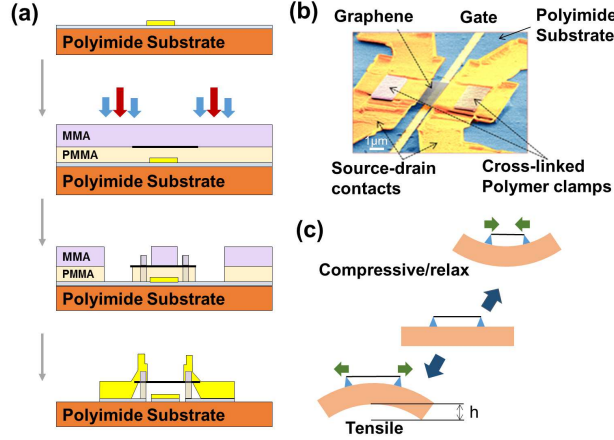 (a)
Polyimide Substrate
MMA
PMMA
Polyimide Substrate
MMA
PMMA
Polyimide Substrate
Polyimide Substrate
(b)
Graphene
Gate
Polyimide
Substrate
1μm
Source-drain
contacts
Cross-linked
Polymer clamps
(c)
Compressive/relax
h
Tensile